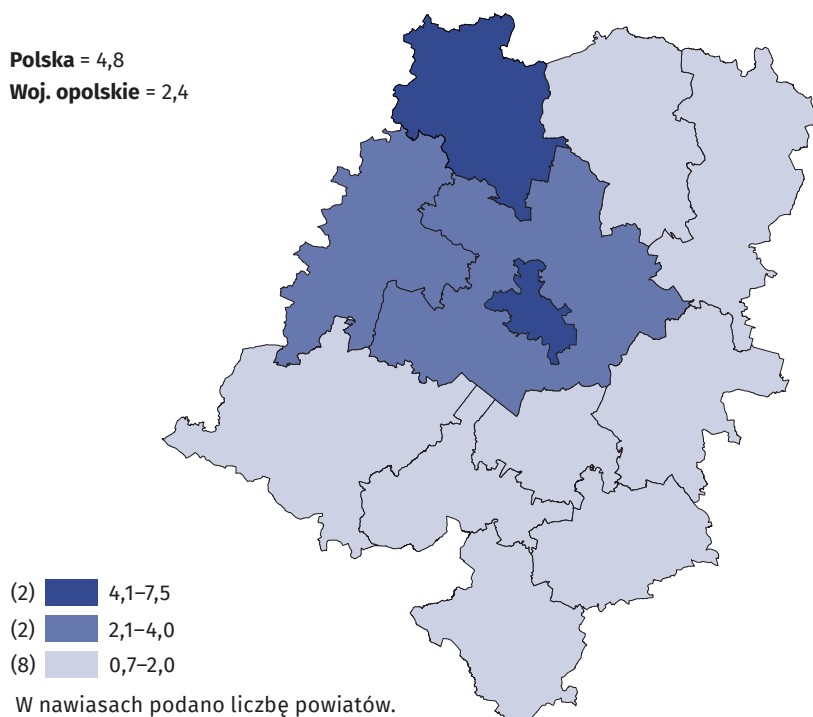 Polska = 4,8
Woj. opolskie = 2,4
(2) 4,1–7,5
(2) 2,1–4,0
(8) 0,7–2,0
W nawiasach podano liczbę powiatów.